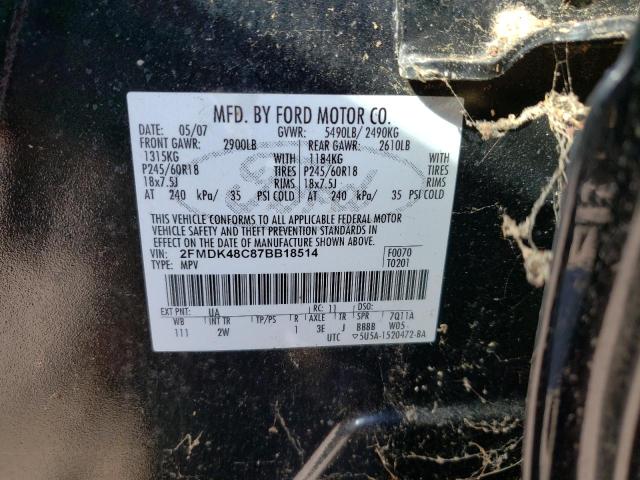 MFD. BY FORD MOTOR CO.
DATE: 05/07 GVWR: 5490LB/ 2490KG
FRONT GAWR: 2900LB REAR GAWR: 2610LB
1315KG WITH 1184KG WITH
P245/60R18 TIRES P245/60R18 TIRES
18x7.5J RIMS 18x7.5J RIMS
AT 240 kPa/ 35 PSI COLD AT 240 kPa/ 35 PSI COLD
Ford
THIS VEHICLE CONFORMS TO ALL APPLICABLE FEDERAL MOTOR
VEHICLE SAFETY AND THEFT PREVENTION STANDARDS IN
EFFECT ON THE DATE OF MANUFACTURE SHOWN ABOVE.
VIN: 2FMDK48C87BB18514 F0070
TYPE: MPV T0201
EXT PNT: UA RC: 11 DSO:
WB INT TR TP/PS R AXLE TR SPR 7Q11A
111 2W 1 3E J BBBB W05
UTC ▽5U5A-1520472-BA